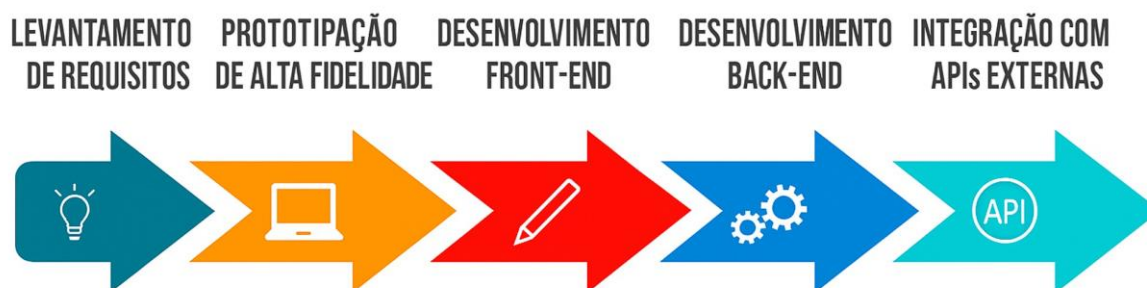 LEVANTAMENTO
DE REQUISITOS
PROTOTIPAÇÃO
DE ALTA FIDELIDADE
DESENVOLVIMENTO
FRONT-END
DESENVOLVIMENTO
BACK-END
INTEGRAÇÃO COM
APIs EXTERNAS
API